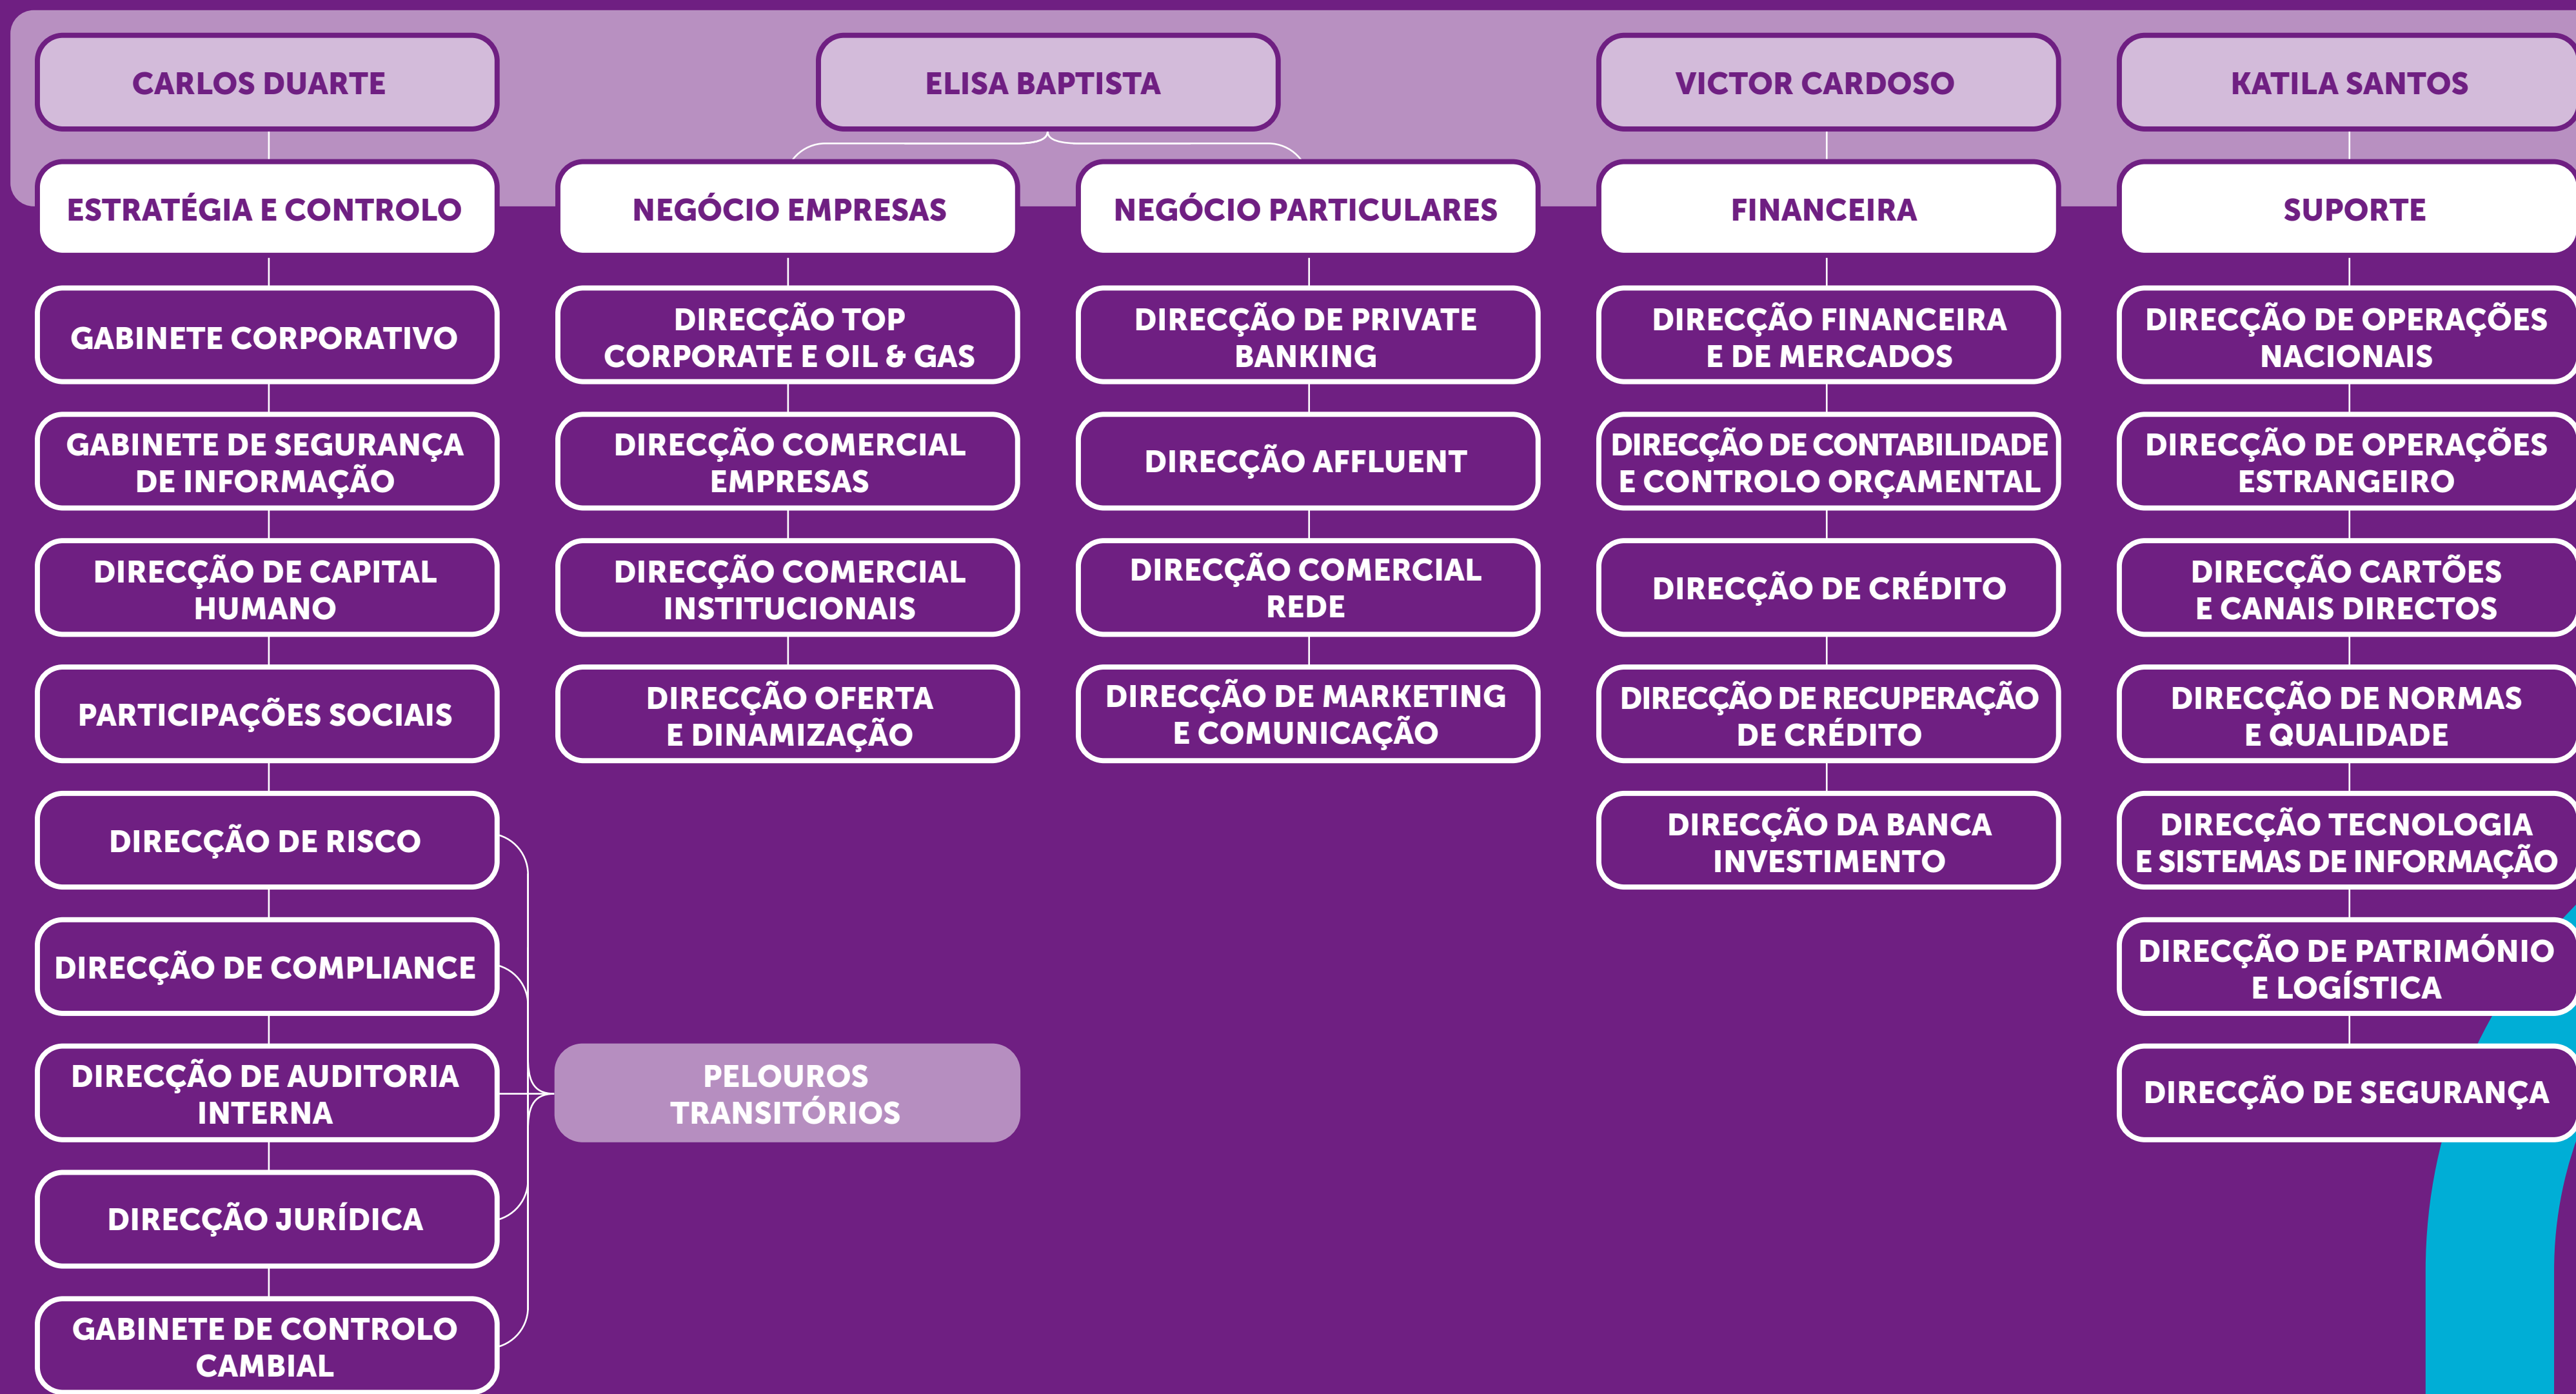 CARLOS DUARTE
ELISA BAPTISTA
VICTOR CARDOSO
KATILA SANTOS
ESTRATÉGIA E CONTROLO
NEGÓCIO EMPRESAS
NEGÓCIO PARTICULARES
FINANCEIRA
SUPORTE
GABINETE CORPORATIVO
GABINETE DE SEGURANÇA
DE INFORMAÇÃO
DIRECÇÃO DE CAPITAL
HUMANO
PARTICIPAÇÕES SOCIAIS
DIRECÇÃO DE RISCO
DIRECÇÃO DE COMPLIANCE
DIRECÇÃO DE AUDITORIA
INTERNA
DIRECÇÃO JURÍDICA
GABINETE DE CONTROLO
CAMBIAL
PELOUROS
TRANSITÓRIOS
DIRECÇÃO TOP
CORPORATE E OIL & GAS
DIRECÇÃO COMERCIAL
EMPRESAS
DIRECÇÃO COMERCIAL
INSTITUCIONAIS
DIRECÇÃO OFERTA
E DINAMIZAÇÃO
DIRECÇÃO DE PRIVATE
BANKING
DIRECÇÃO AFFLUENT
DIRECÇÃO COMERCIAL
REDE
DIRECÇÃO DE MARKETING
E COMUNICAÇÃO
DIRECÇÃO FINANCEIRA
E DE MERCADOS
DIRECÇÃO DE CONTABILIDADE
E CONTROLO ORÇAMENTAL
DIRECÇÃO DE CRÉDITO
DIRECÇÃO DE RECUPERAÇÃO
DE CRÉDITO
DIRECÇÃO DA BANCA
INVESTIMENTO
DIRECÇÃO DE OPERAÇÕES
NACIONAIS
DIRECÇÃO DE OPERAÇÕES
ESTRANGEIRO
DIRECÇÃO CARTÕES
E CANAIS DIRECTOS
DIRECÇÃO DE NORMAS
E QUALIDADE
DIRECÇÃO TECNOLOGIA
E SISTEMAS DE INFORMAÇÃO
DIRECÇÃO DE PATRIMÓNIO
E LOGÍSTICA
DIRECÇÃO DE SEGURANÇA